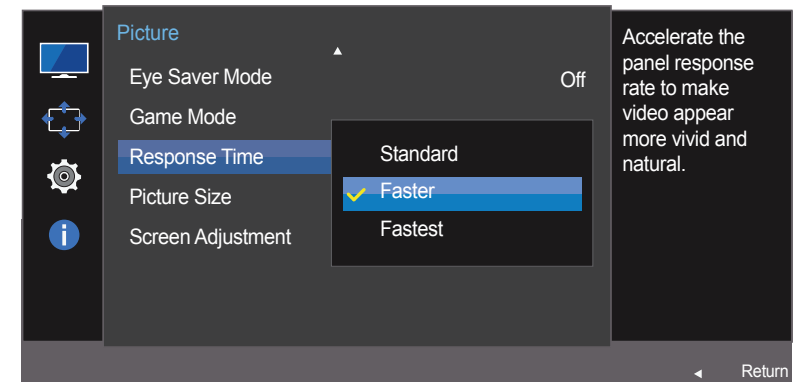 Picture
Eye Saver Mode Off
Game Mode
Response Time
Picture Size
Screen Adjustment
Standard
Faster
Fastest
Accelerate the
panel response
rate to make
video appear
more vivid and
natural.
Return